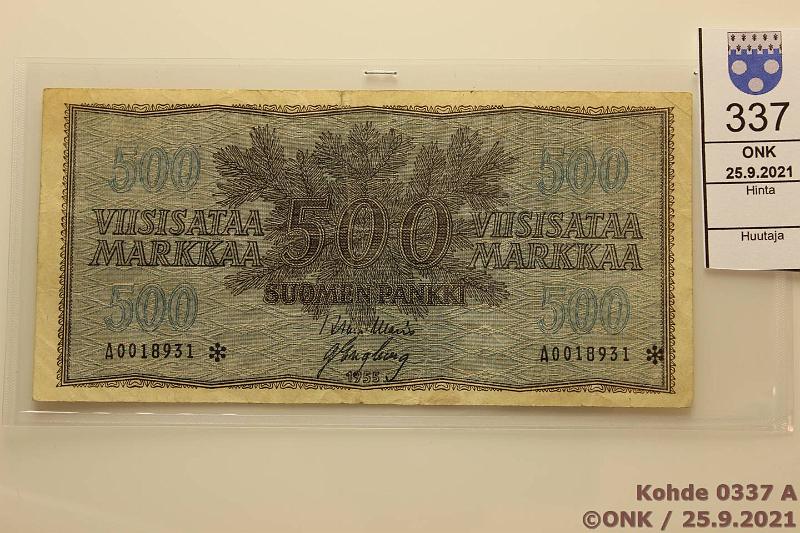 500 500
VIISISATAA 500 VIISISATAA
MARKKAA MARKKAA
SUOMEN PANKKI
500 500
A0018931 * A0018931 *
1955
337
ONK
25.9.2021
Hinta
Huutaja
Kohde 0337 A
©ONK / 25.9.2021